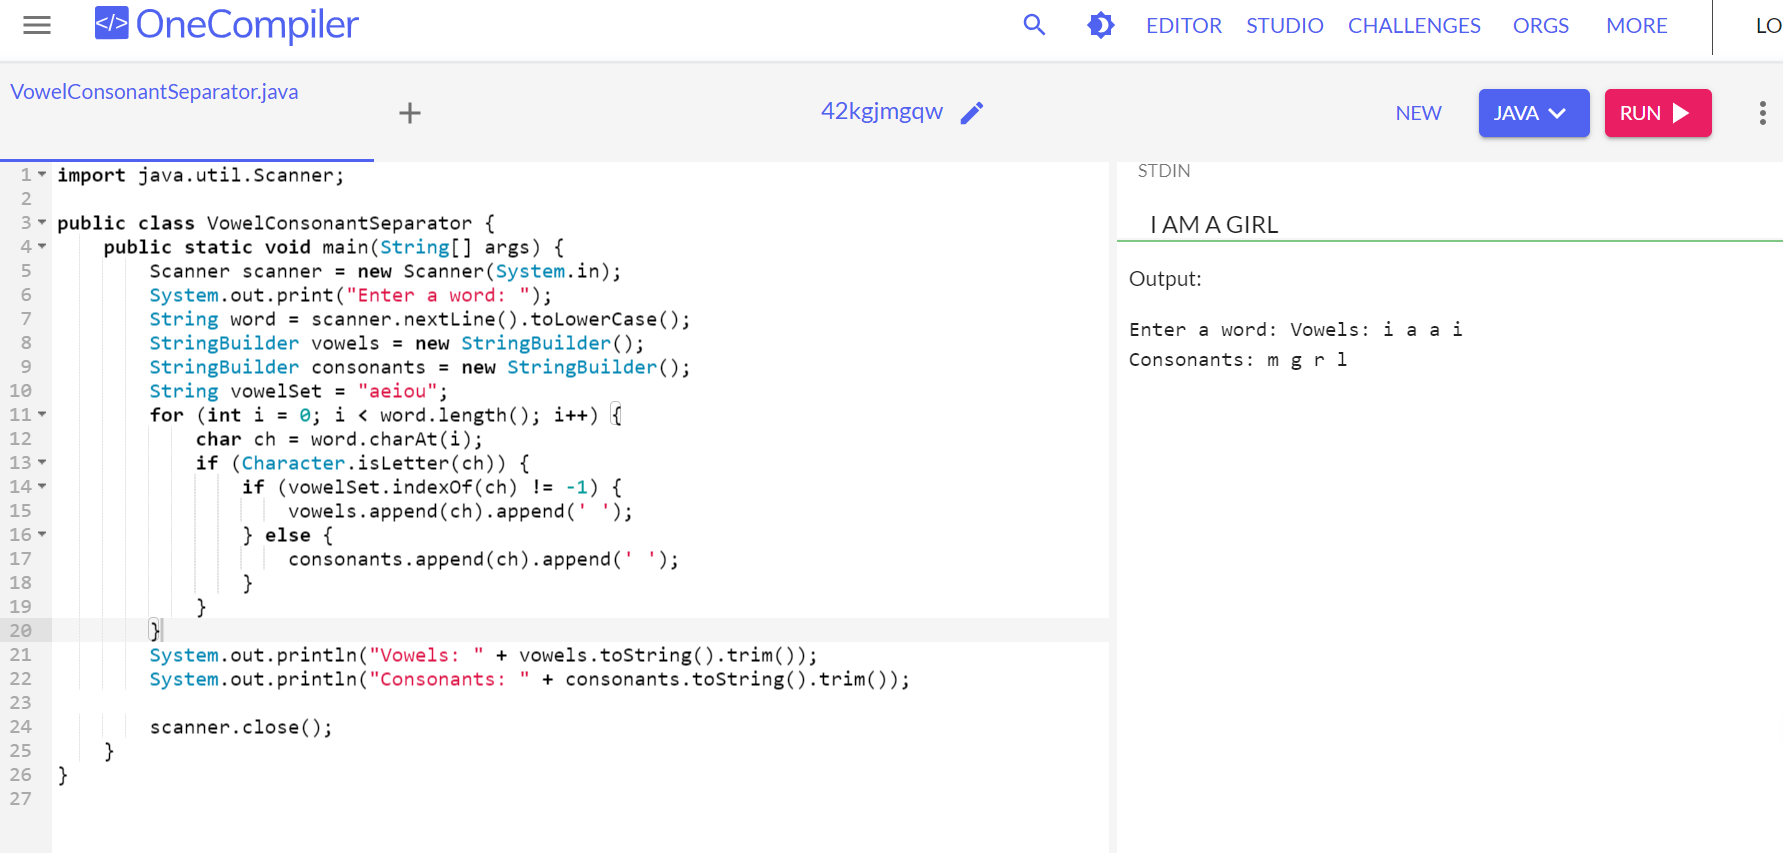 </> OneCompiler
EDITOR STUDIO CHALLENGES ORGS MORE LO
VowelConsonantSeparator.java
+
42kgjmgqw
NEW JAVA RUN
1 import java.util.Scanner;
2
3 public class VowelConsonantSeparator {
4     public static void main(String[] args) {
5         Scanner scanner = new Scanner(System.in);
6         System.out.print("Enter a word: ");
7         String word = scanner.nextLine().toLowerCase();
8         StringBuilder vowels = new StringBuilder();
9         StringBuilder consonants = new StringBuilder();
10         String vowelSet = "aeiou";
11         for (int i = 0; i < word.length(); i++) {
12             char ch = word.charAt(i);
13             if (Character.isLetter(ch)) {
14                 if (vowelSet.indexOf(ch) != -1) {
15                     vowels.append(ch).append(' ');
16                 } else {
17                     consonants.append(ch).append(' ');
18                 }
19             }
20         }
21         System.out.println("Vowels: " + vowels.toString().trim());
22         System.out.println("Consonants: " + consonants.toString().trim());
23
24         scanner.close();
25     }
26 }
27
STDIN
I AM A GIRL
Output:
Enter a word: Vowels: i a a i
Consonants: m g r l